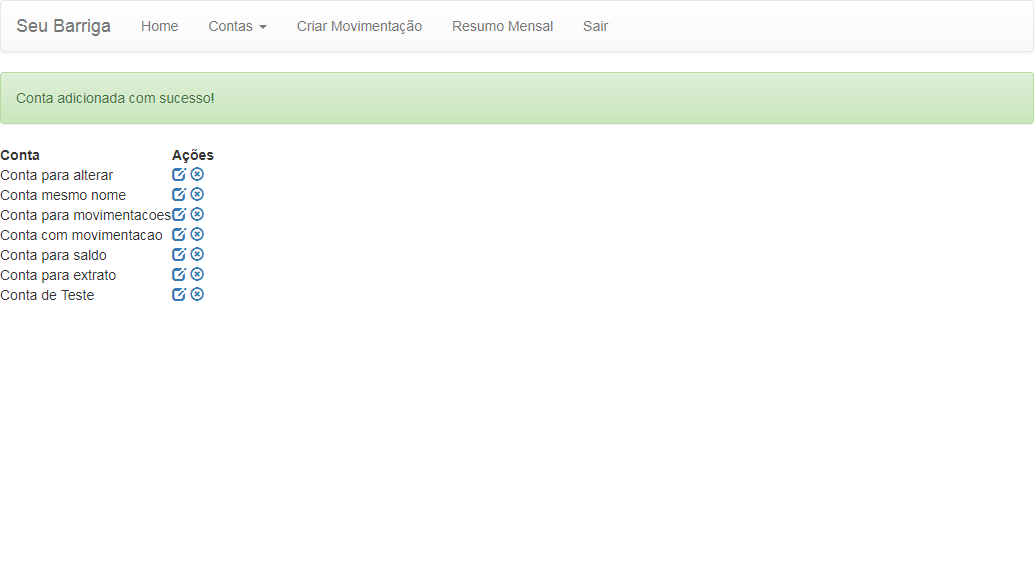 Seu Barriga Home Contas Criar Movimentação Resumo Mensal Sair
Conta adicionada com sucesso!
Conta Ações
Conta para alterar
Conta mesmo nome
Conta para movimentacoes
Conta com movimentacao
Conta para saldo
Conta para extrato
Conta de Teste